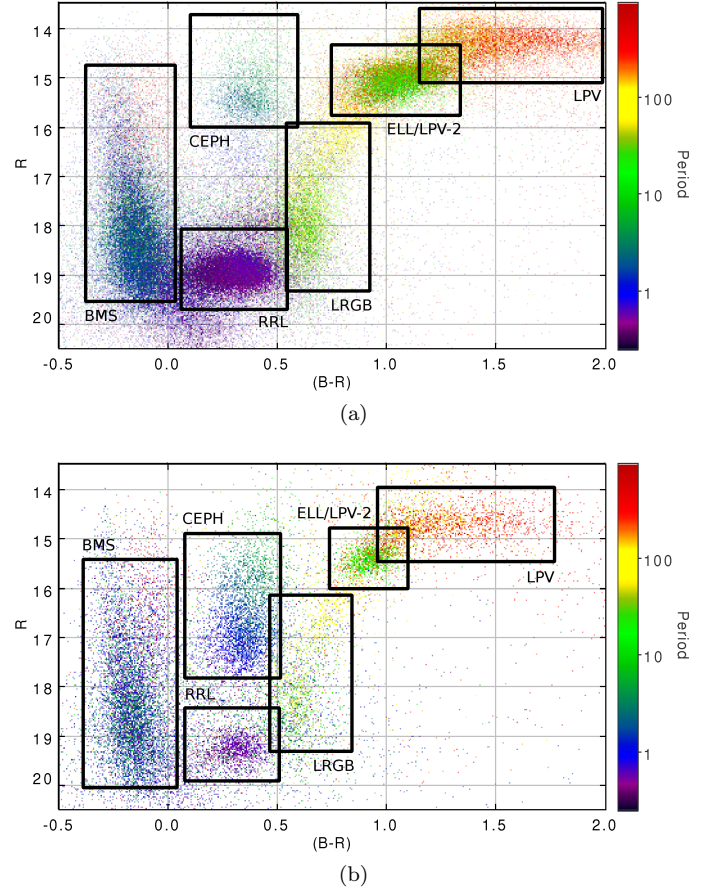 14
15
16
17
18
19
20
R
CEPH
BMS
RRL
LRGB
ELL/LPV-2
LPV
-0.5 0.0 0.5 1.0 1.5 2.0
(B-R)
100
10
1
Period
(a)
14
15
16
17
18
19
20
R
BMS
CEPH
RRL
ELL/LPV-2
LRGB
LPV
-0.5 0.0 0.5 1.0 1.5 2.0
(B-R)
100
10
1
Period
(b)